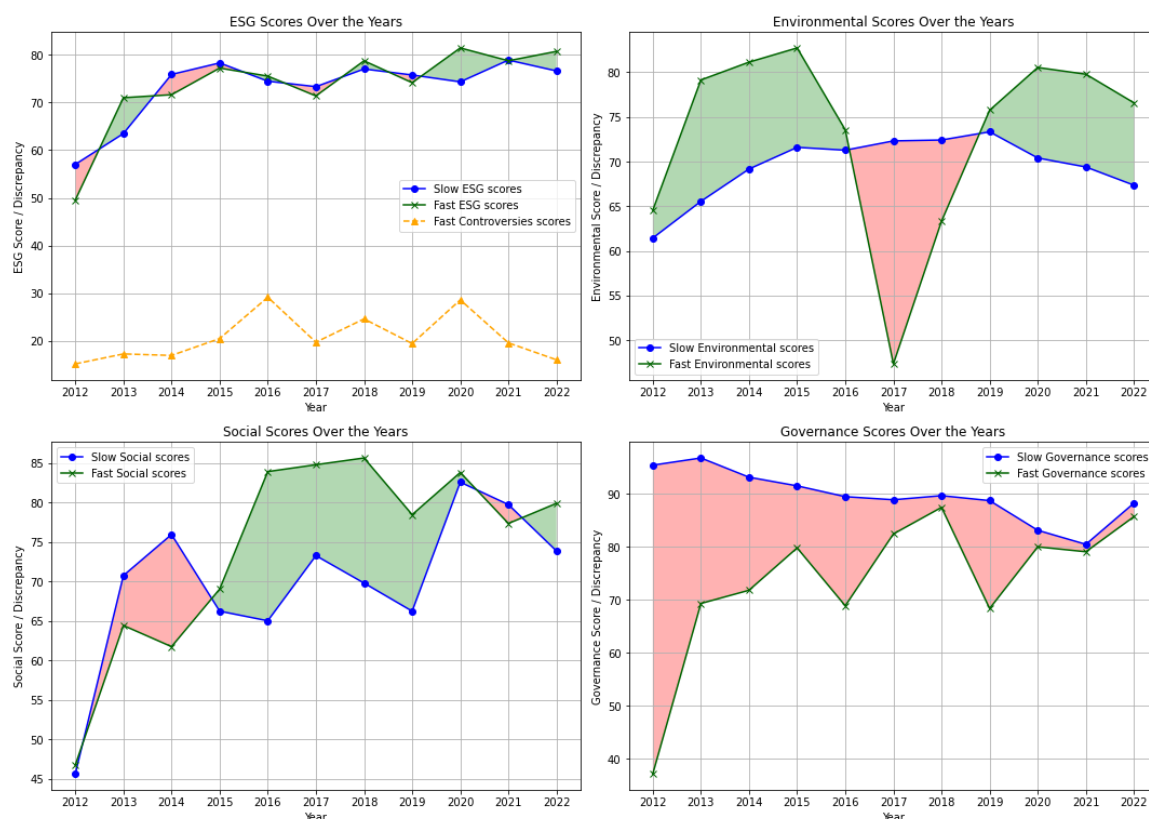 ESG Scores Over the Years
ESG Score / Discrepancy
80
70
60
50
40
30
20
Slow ESG scores
Fast ESG scores
Fast Controversies scores
2012 2013 2014 2015 2016 2017 2018 2019 2020 2021 2022
Year
Environmental Scores Over the Years
Environmental Score / Discrepancy
80
75
70
65
60
55
50
Slow Environmental scores
Fast Environmental scores
2012 2013 2014 2015 2016 2017 2018 2019 2020 2021 2022
Year
Social Scores Over the Years
Social Score / Discrepancy
Slow Social scores
Fast Social scores
85
80
75
70
65
60
55
50
45
2012 2013 2014 2015 2016 2017 2018 2019 2020 2021 2022
Year
Governance Scores Over the Years
Governance Score / Discrepancy
Slow Governance scores
Fast Governance scores
90
80
70
60
50
40
2012 2013 2014 2015 2016 2017 2018 2019 2020 2021 2022
Year